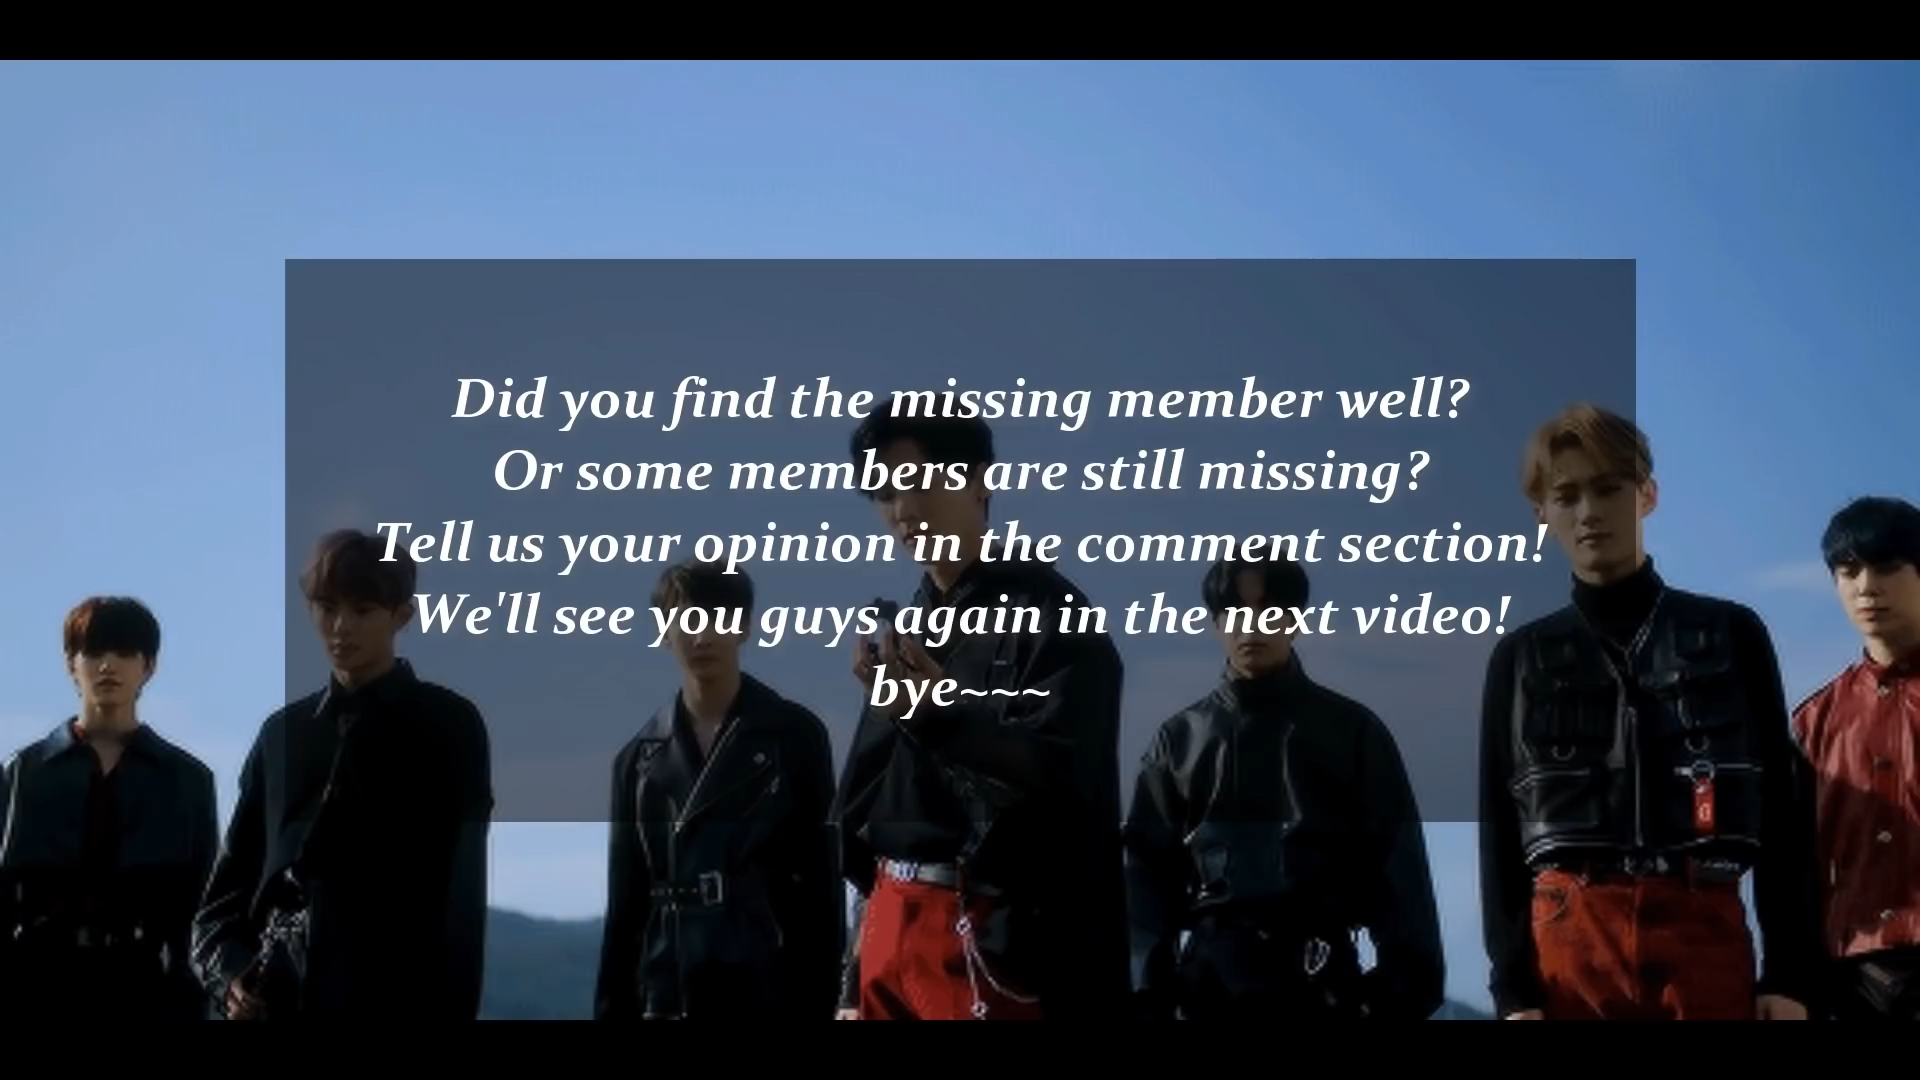 Did you find the missing member well?
Or some members are still missing?
Tell us your opinion in the comment section!
We'll see you guys again in the next video!
bye~~~